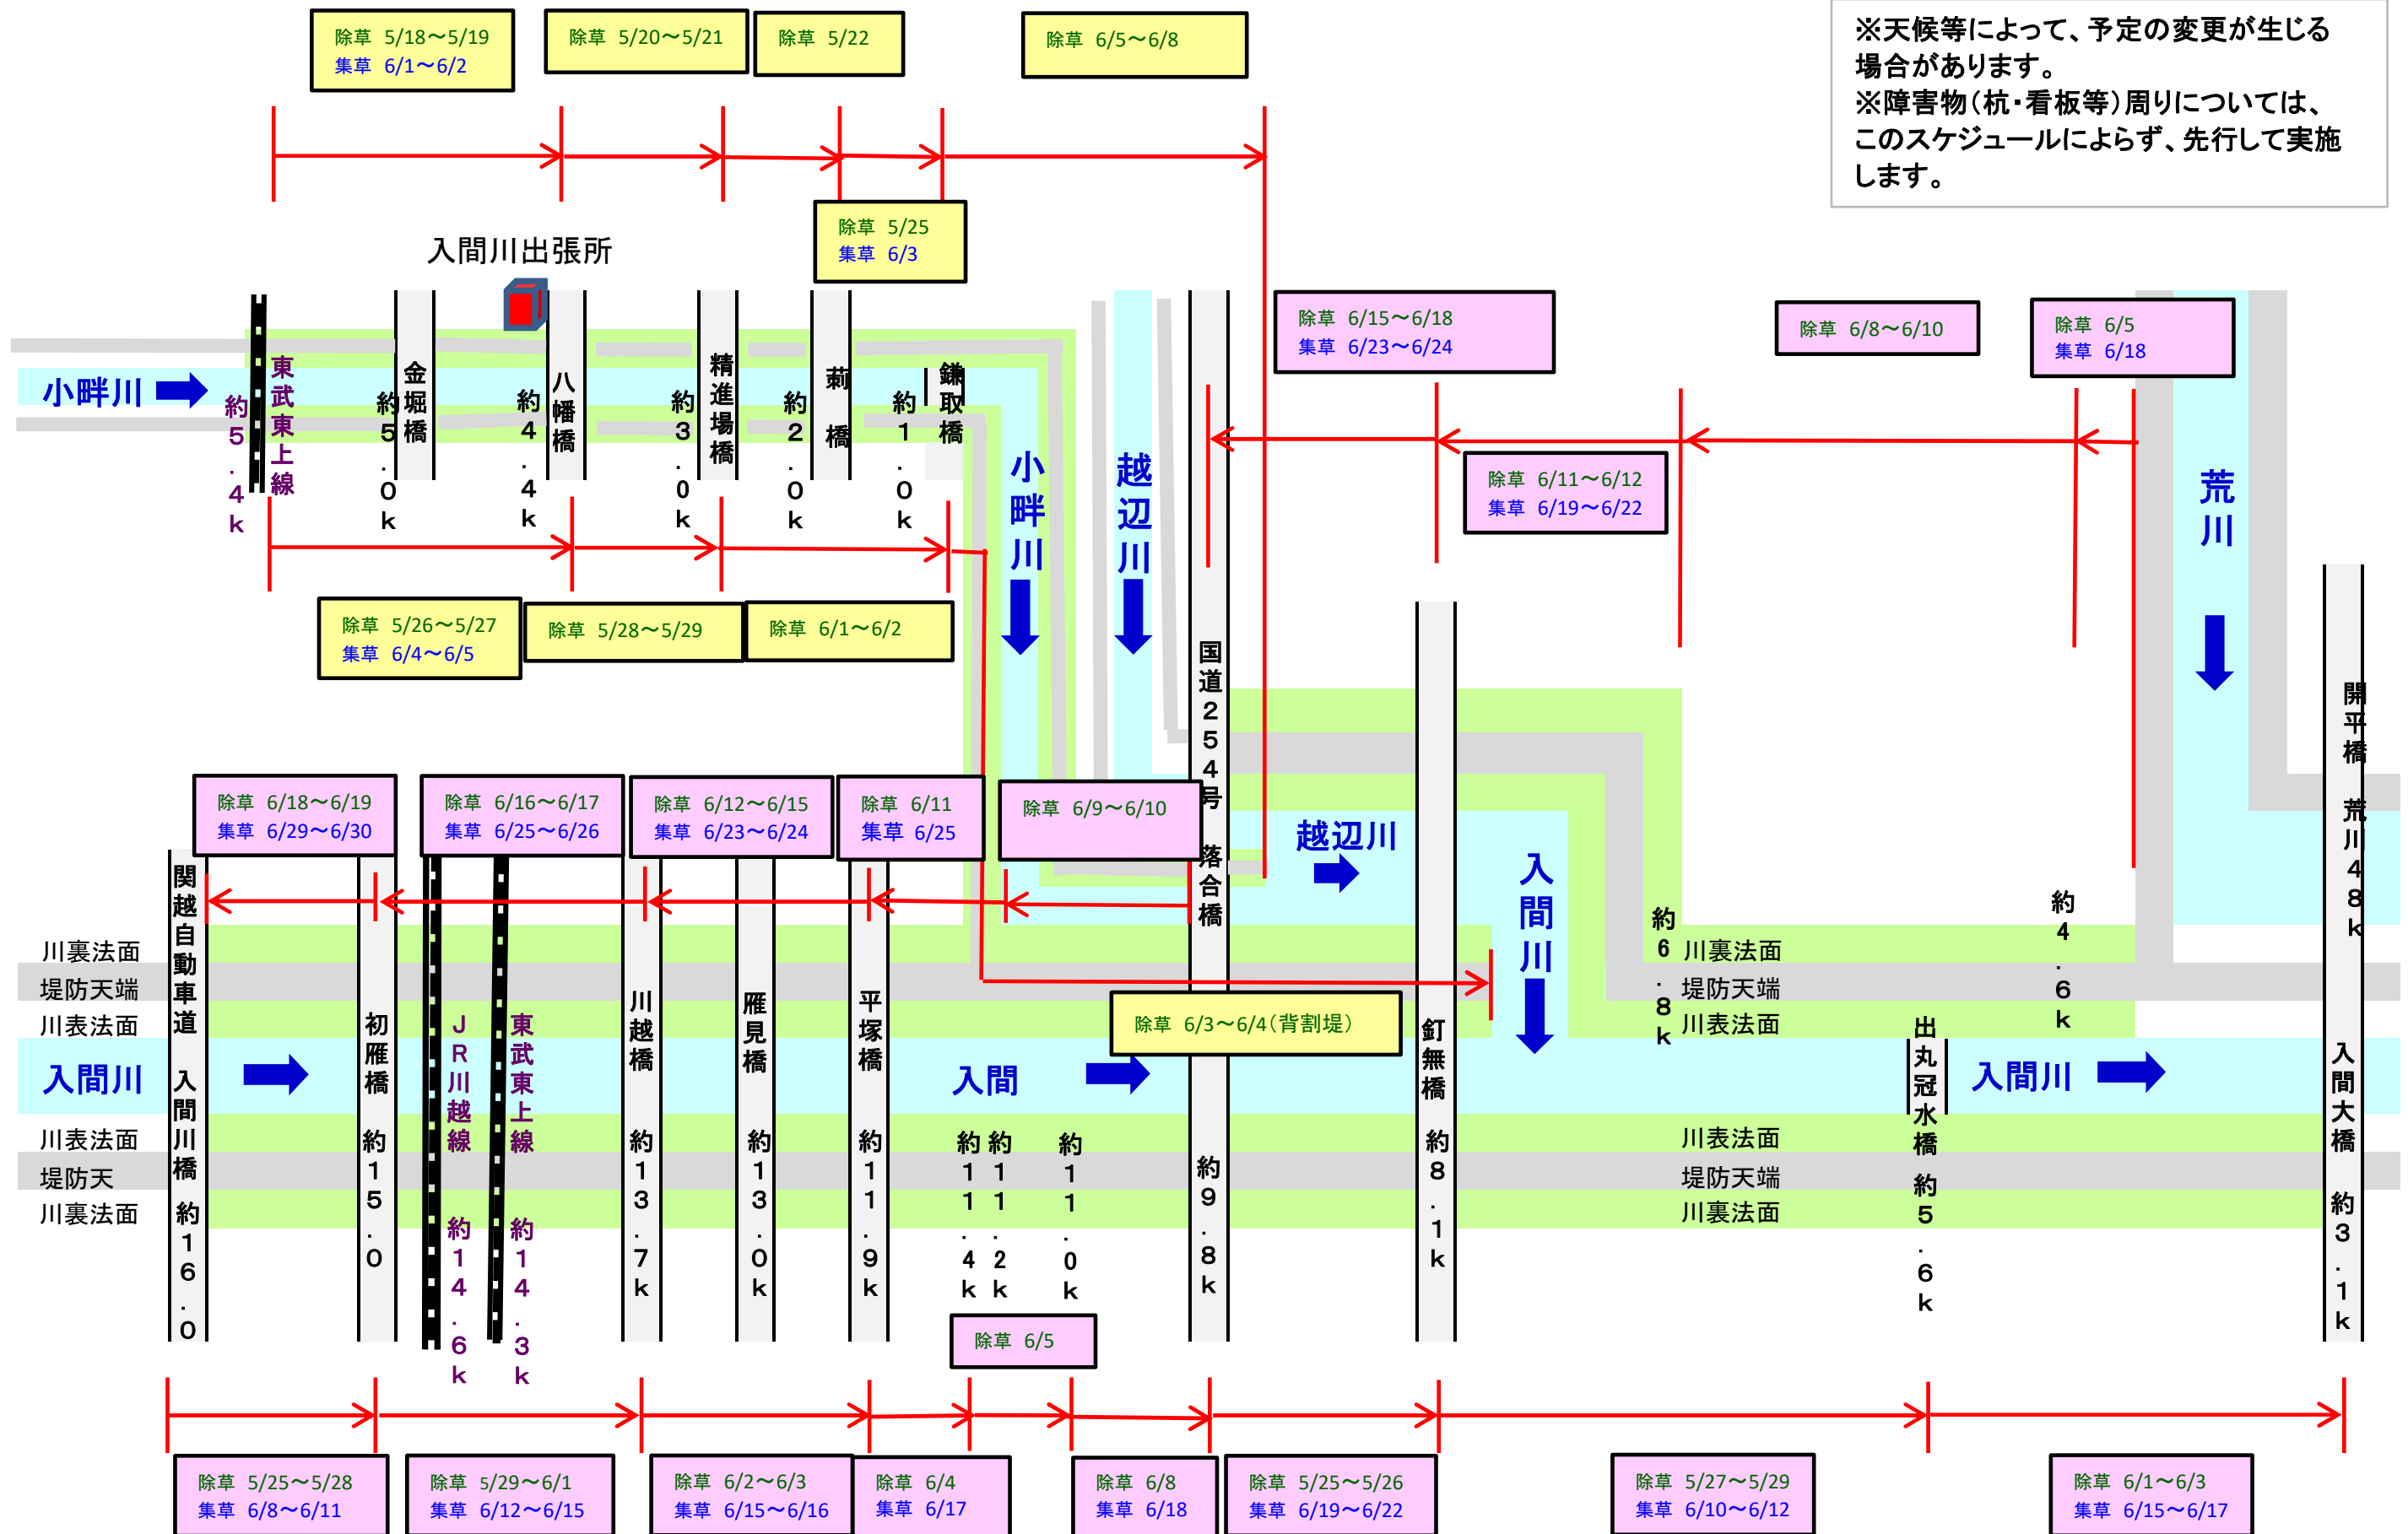 除草 5/18～5/19
集草 6/1～6/2
除草 5/20～5/21
除草 5/22
除草 6/5～6/8
※天候等によって、予定の変更が生じる
場合があります。
※障害物（杭・看板等）周りについては、
このスケジュールによらず、先行して実施
します。
除草 5/25
集草 6/3
入間川出張所
除草 6/15～6/18
集草 6/23～6/24
除草 6/8～6/10
除草 6/5
集草 6/18
小畔川
東武東上線
約5.4k
金堀橋
約5.0k
八幡橋
約4.4k
精進場橋
約3.0k
莿橋
約2.0k
鎌取橋
約1.0k
小畔川
越辺川
除草 6/11～6/12
集草 6/19～6/22
荒川
除草 5/26～5/27
集草 6/4～6/5
除草 5/28～5/29
除草 6/1～6/2
国道254号 落合橋
約9.8k
開平橋 荒川48k
除草 6/18～6/19
集草 6/29～6/30
除草 6/16～6/17
集草 6/25～6/26
除草 6/12～6/15
集草 6/23～6/24
除草 6/11
集草 6/25
除草 6/9～6/10
越辺川
入間川
関越自動車道 入間川橋 約16.0
初雁橋 約15.0
JR川越線 約14.6k
東武東上線 約14.3k
川越橋 約13.7k
雁見橋 約13.0k
平塚橋 約11.9k
約11.4k
約11.2k
約11.0k
釘無橋 約8.1k
約6.8k
出丸冠水橋 約5.6k
約4.6k
入間大橋 約3.1k
川裏法面
堤防天端
川表法面
川裏法面
堤防天端
川表法面
除草 6/3～6/4（背割堤）
入間川
入間
入間川
川表法面
堤防天
川裏法面
川表法面
堤防天端
川裏法面
除草 6/5
除草 5/25～5/28
集草 6/8～6/11
除草 5/29～6/1
集草 6/12～6/15
除草 6/2～6/3
集草 6/15～6/16
除草 6/4
集草 6/17
除草 6/8
集草 6/18
除草 5/25～5/26
集草 6/19～6/22
除草 5/27～5/29
集草 6/10～6/12
除草 6/1～6/3
集草 6/15～6/17